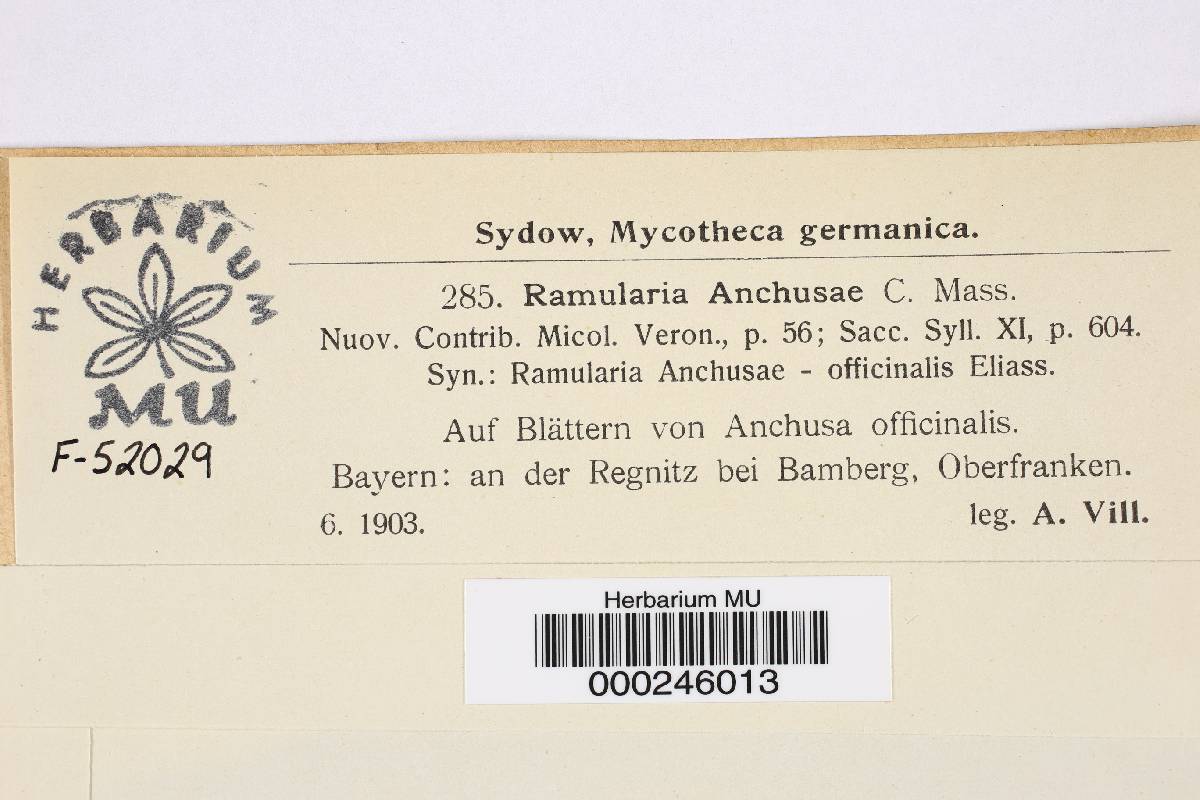 HERBARIUM
MU
F-52029
Sydow, Mycotheca germanica.
285. Ramularia Anchusae C. Mass.
Nuov. Contrib. Micol. Veron., p. 56; Sacc. Syll. XI, p. 604.
Syn.: Ramularia Anchusae - officinalis Eliass.
Auf Blättern von Anchusa officinalis.
Bayern: an der Regnitz bei Bamberg, Oberfranken.
6. 1903. leg. A. Vill.
Herbarium MU
000246013